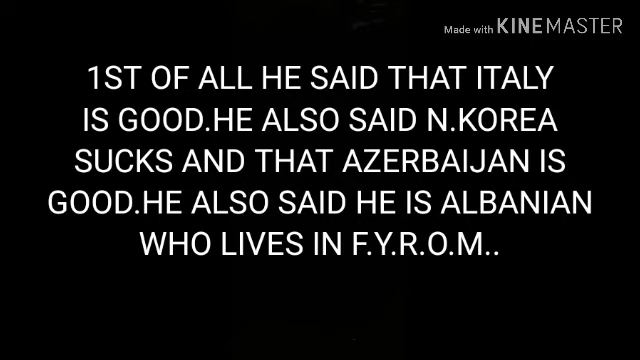 Made with KINEMASTER
1ST OF ALL HE SAID THAT ITALY
IS GOOD.HE ALSO SAID N.KOREA
SUCKS AND THAT AZERBAIJAN IS
GOOD.HE ALSO SAID HE IS ALBANIAN
WHO LIVES IN F.Y.R.O.M..